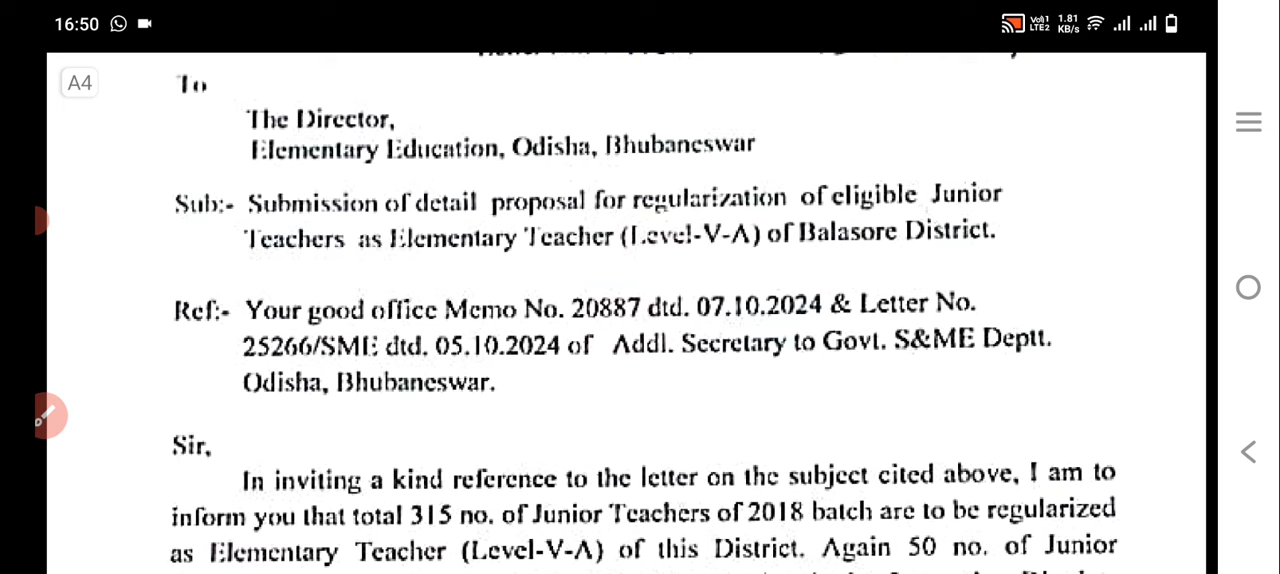 16:50
Vo))1 LTE2 1.81 KB/s
A4
To
The Director,
Elementary Education, Odisha, Bhubaneswar
Sub:- Submission of detail proposal for regularization of eligible Junior
Teachers as Elementary Teacher (Level-V-A) of Balasore District.
Ref:- Your good office Memo No. 20887 dtd. 07.10.2024 & Letter No.
25266/SME dtd. 05.10.2024 of Addl. Secretary to Govt. S&ME Deptt.
Odisha, Bhubaneswar.
Sir,
In inviting a kind reference to the letter on the subject cited above, I am to
inform you that total 315 no. of Junior Teachers of 2018 batch are to be regularized
as Elementary Teacher (Level-V-A) of this District. Again 50 no. of Junior